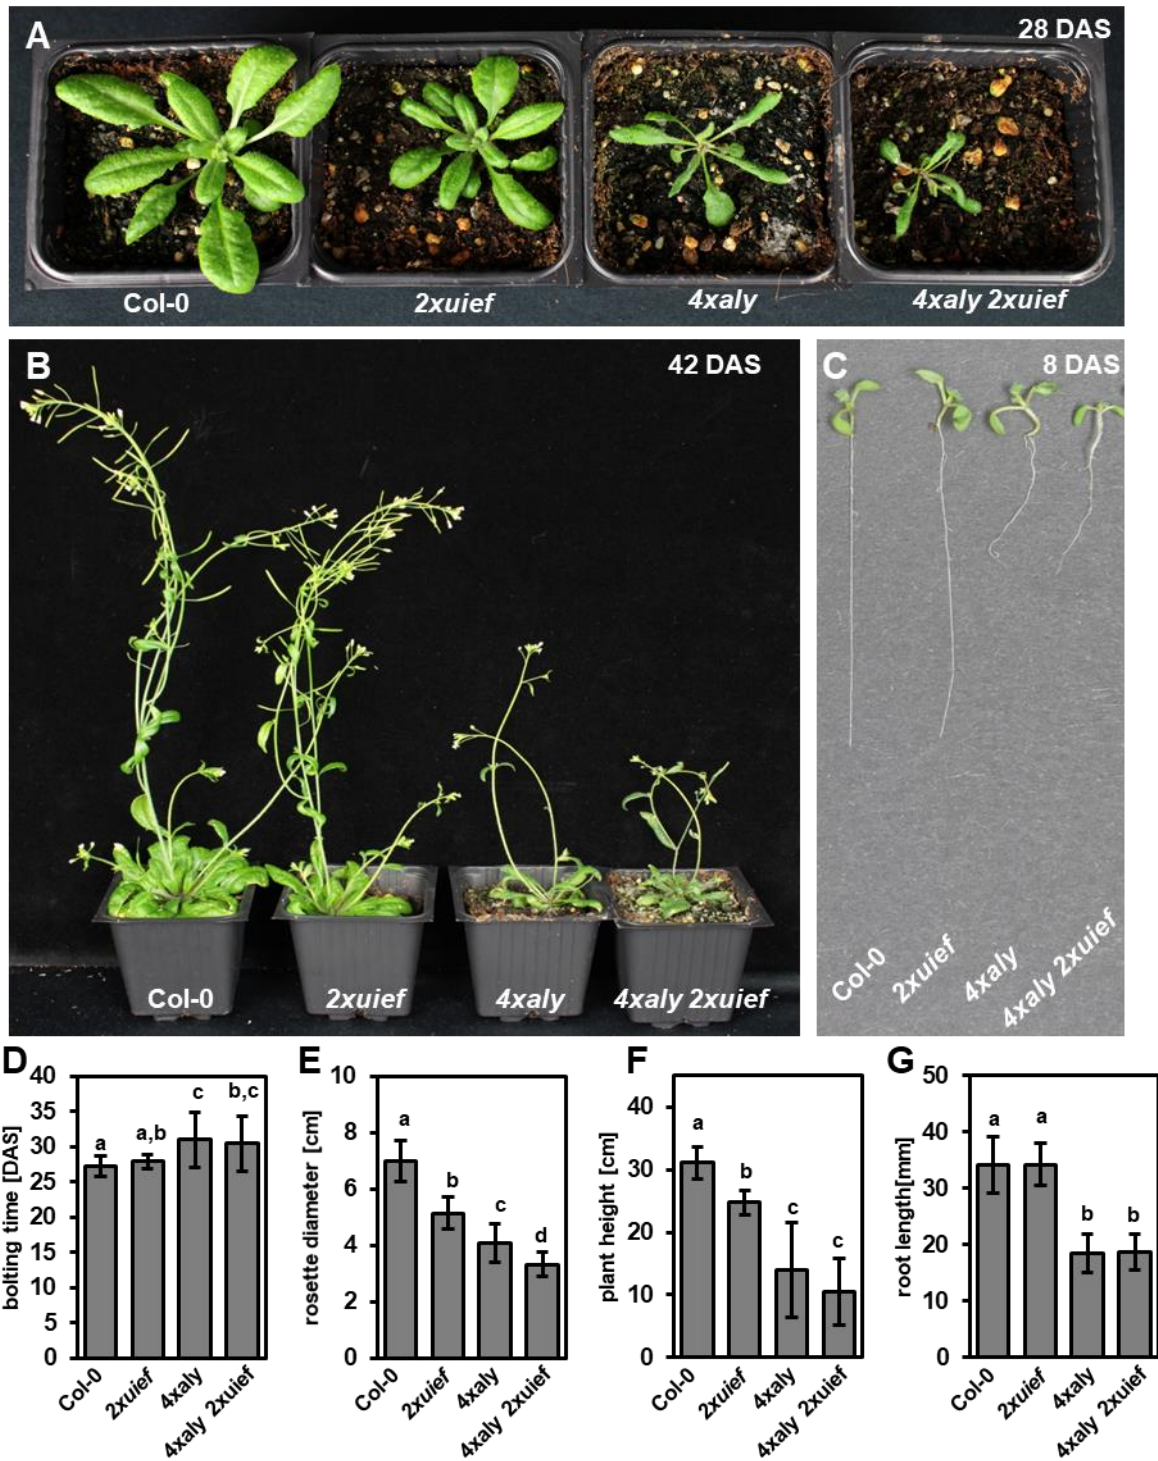 A
28 DAS
Col-0
2xuief
4xaly
4xaly 2xuief
B
42 DAS
Col-0
2xuief
4xaly
4xaly 2xuief
C
8 DAS
Col-0
2xuief
4xaly
4xaly 2xuief
D
bolting time [DAS]
40
35
30
25
20
15
10
5
0
a
a,b
c
b,c
Col-0
2xuief
4xaly
4xaly 2xuief
E
rosette diameter [cm]
10
8
6
4
2
0
a
b
c
d
Col-0
2xuief
4xaly
4xaly 2xuief
F
plant height [cm]
40
30
20
10
0
a
b
c
c
Col-0
2xuief
4xaly
4xaly 2xuief
G
root length[mm]
50
40
30
20
10
0
a
a
b
b
Col-0
2xuief
4xaly
4xaly 2xuief